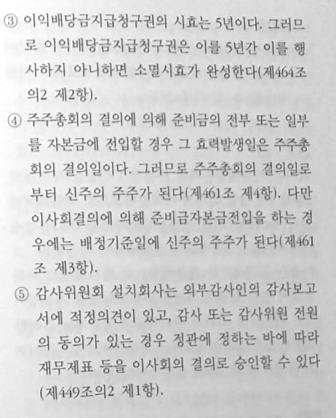 ③ 이익배당금지급청구권의 시효는 5년이다. 그러므
로 이익배당금지급청구권은 이를 5년간 이를 행
사하지 아니하면 소멸시효가 완성한다(제464조
의2 제2항).
④ 주주총회의 결의에 의해 준비금의 전부 또는 일부
를 자본금에 전입할 경우 그 효력발생일은 주주총
회의 결의일이다. 그러므로 주주총회의 결의일로
부터 신주의 주주가 된다(제461조 제4항). 다만
이사회결의에 의해 준비금자본금전입을 하는 경
우에는 배정기준일에 신주의 주주가 된다(제461
조 제3항).
⑤ 감사위원회 설치회사는 외부감사인의 감사보고
서에 적정의견이 있고, 감사 또는 감사위원 전원
의 동의가 있는 경우 정관에 정하는 바에 따라
재무제표 등을 이사회의 결의로 승인할 수 있다
(제449조의2 제1항).